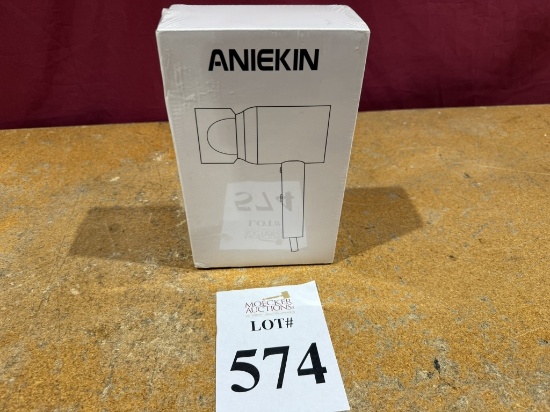 ANIEKIN
MOECKER
AUCTIONS
LOT#
574